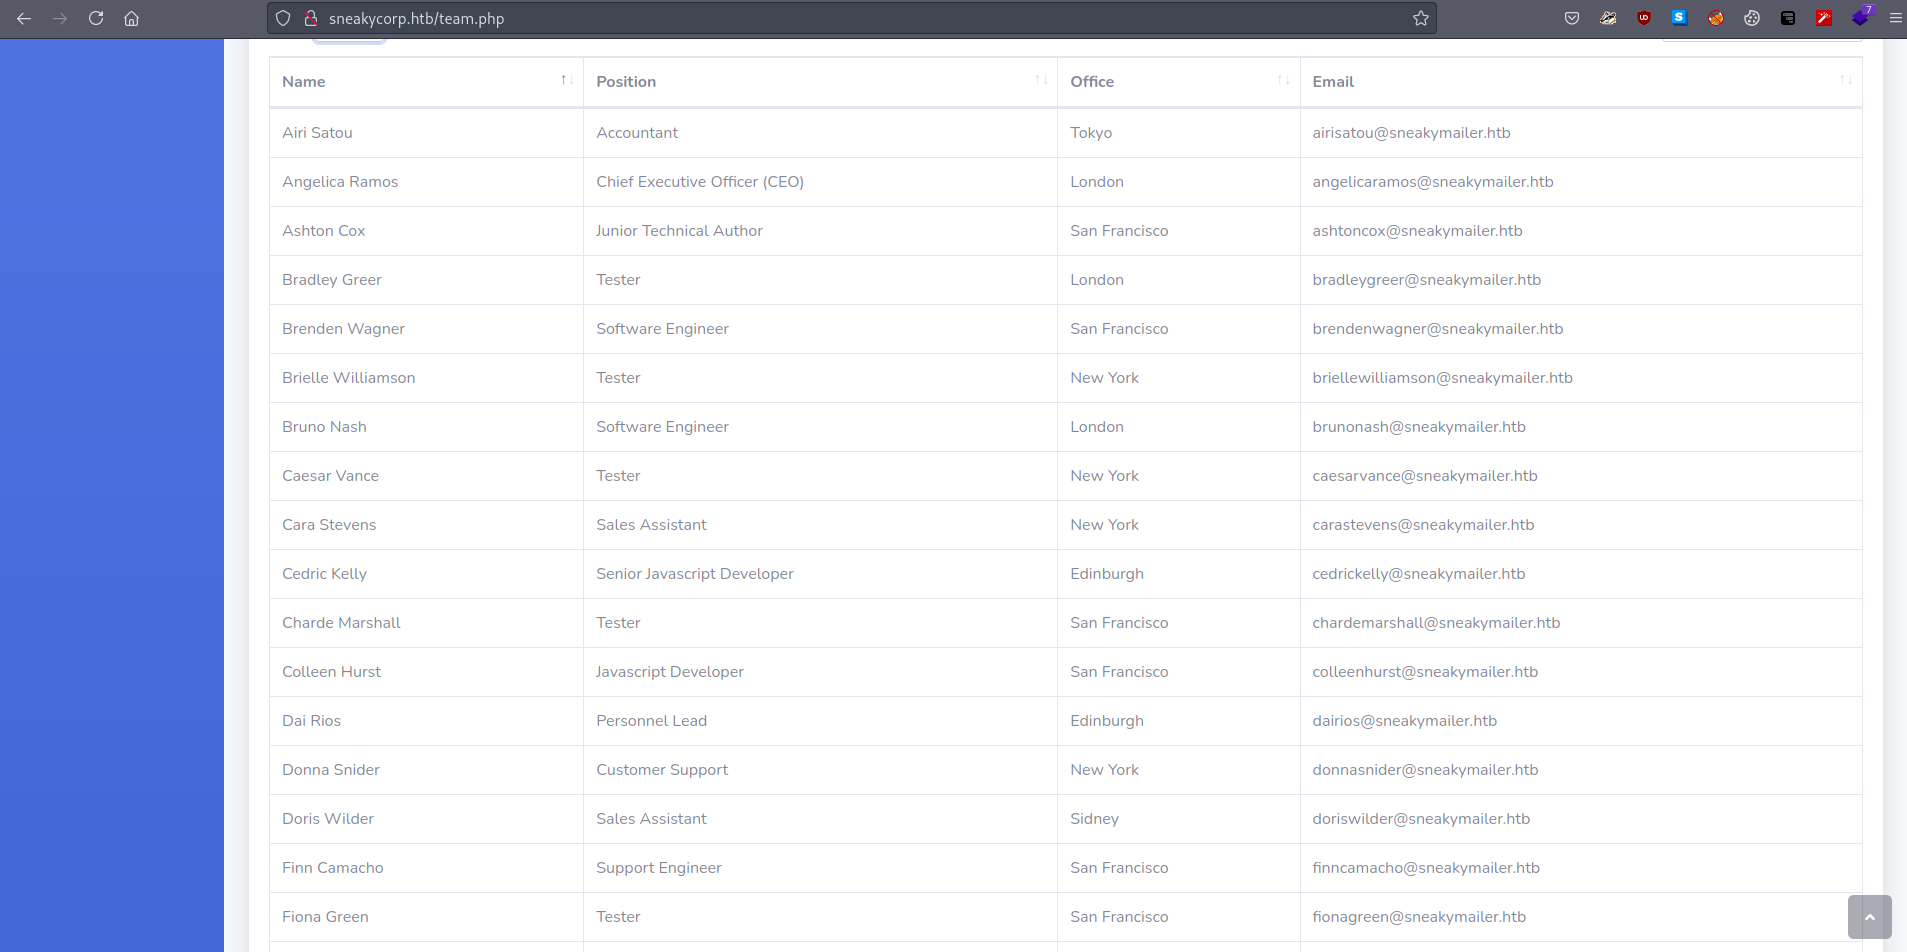 sneakycorp.htb/team.php
7
Name Position Office Email
Airi Satou Accountant Tokyo airisatou@sneakymailer.htb
Angelica Ramos Chief Executive Officer (CEO) London angelicaramos@sneakymailer.htb
Ashton Cox Junior Technical Author San Francisco ashtoncox@sneakymailer.htb
Bradley Greer Tester London bradleygreer@sneakymailer.htb
Brenden Wagner Software Engineer San Francisco brendenwagner@sneakymailer.htb
Brielle Williamson Tester New York briellewilliamson@sneakymailer.htb
Bruno Nash Software Engineer London brunonash@sneakymailer.htb
Caesar Vance Tester New York caesarvance@sneakymailer.htb
Cara Stevens Sales Assistant New York carastevens@sneakymailer.htb
Cedric Kelly Senior Javascript Developer Edinburgh cedrickelly@sneakymailer.htb
Charde Marshall Tester San Francisco chardemarshall@sneakymailer.htb
Colleen Hurst Javascript Developer San Francisco colleenhurst@sneakymailer.htb
Dai Rios Personnel Lead Edinburgh dairios@sneakymailer.htb
Donna Snider Customer Support New York donnasnider@sneakymailer.htb
Doris Wilder Sales Assistant Sidney doriswilder@sneakymailer.htb
Finn Camacho Support Engineer San Francisco finncamacho@sneakymailer.htb
Fiona Green Tester San Francisco fionagreen@sneakymailer.htb